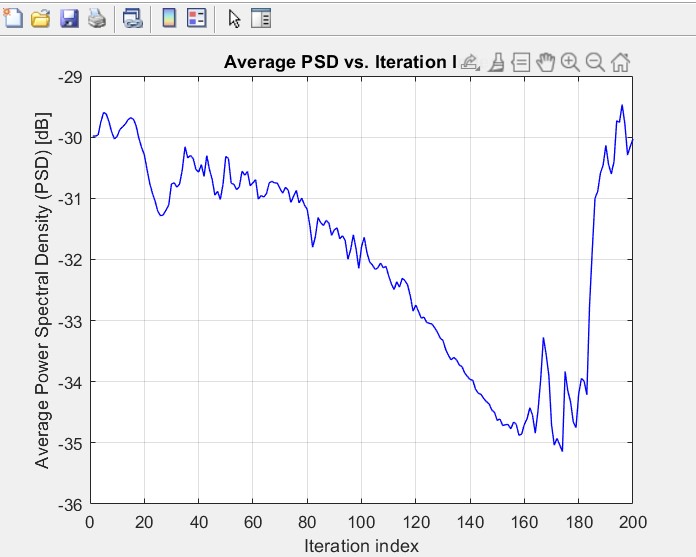 Average PSD vs. Iteration I
Average Power Spectral Density (PSD) [dB]
-29
-30
-31
-32
-33
-34
-35
-36
0 20 40 60 80 100 120 140 160 180 200
Iteration index